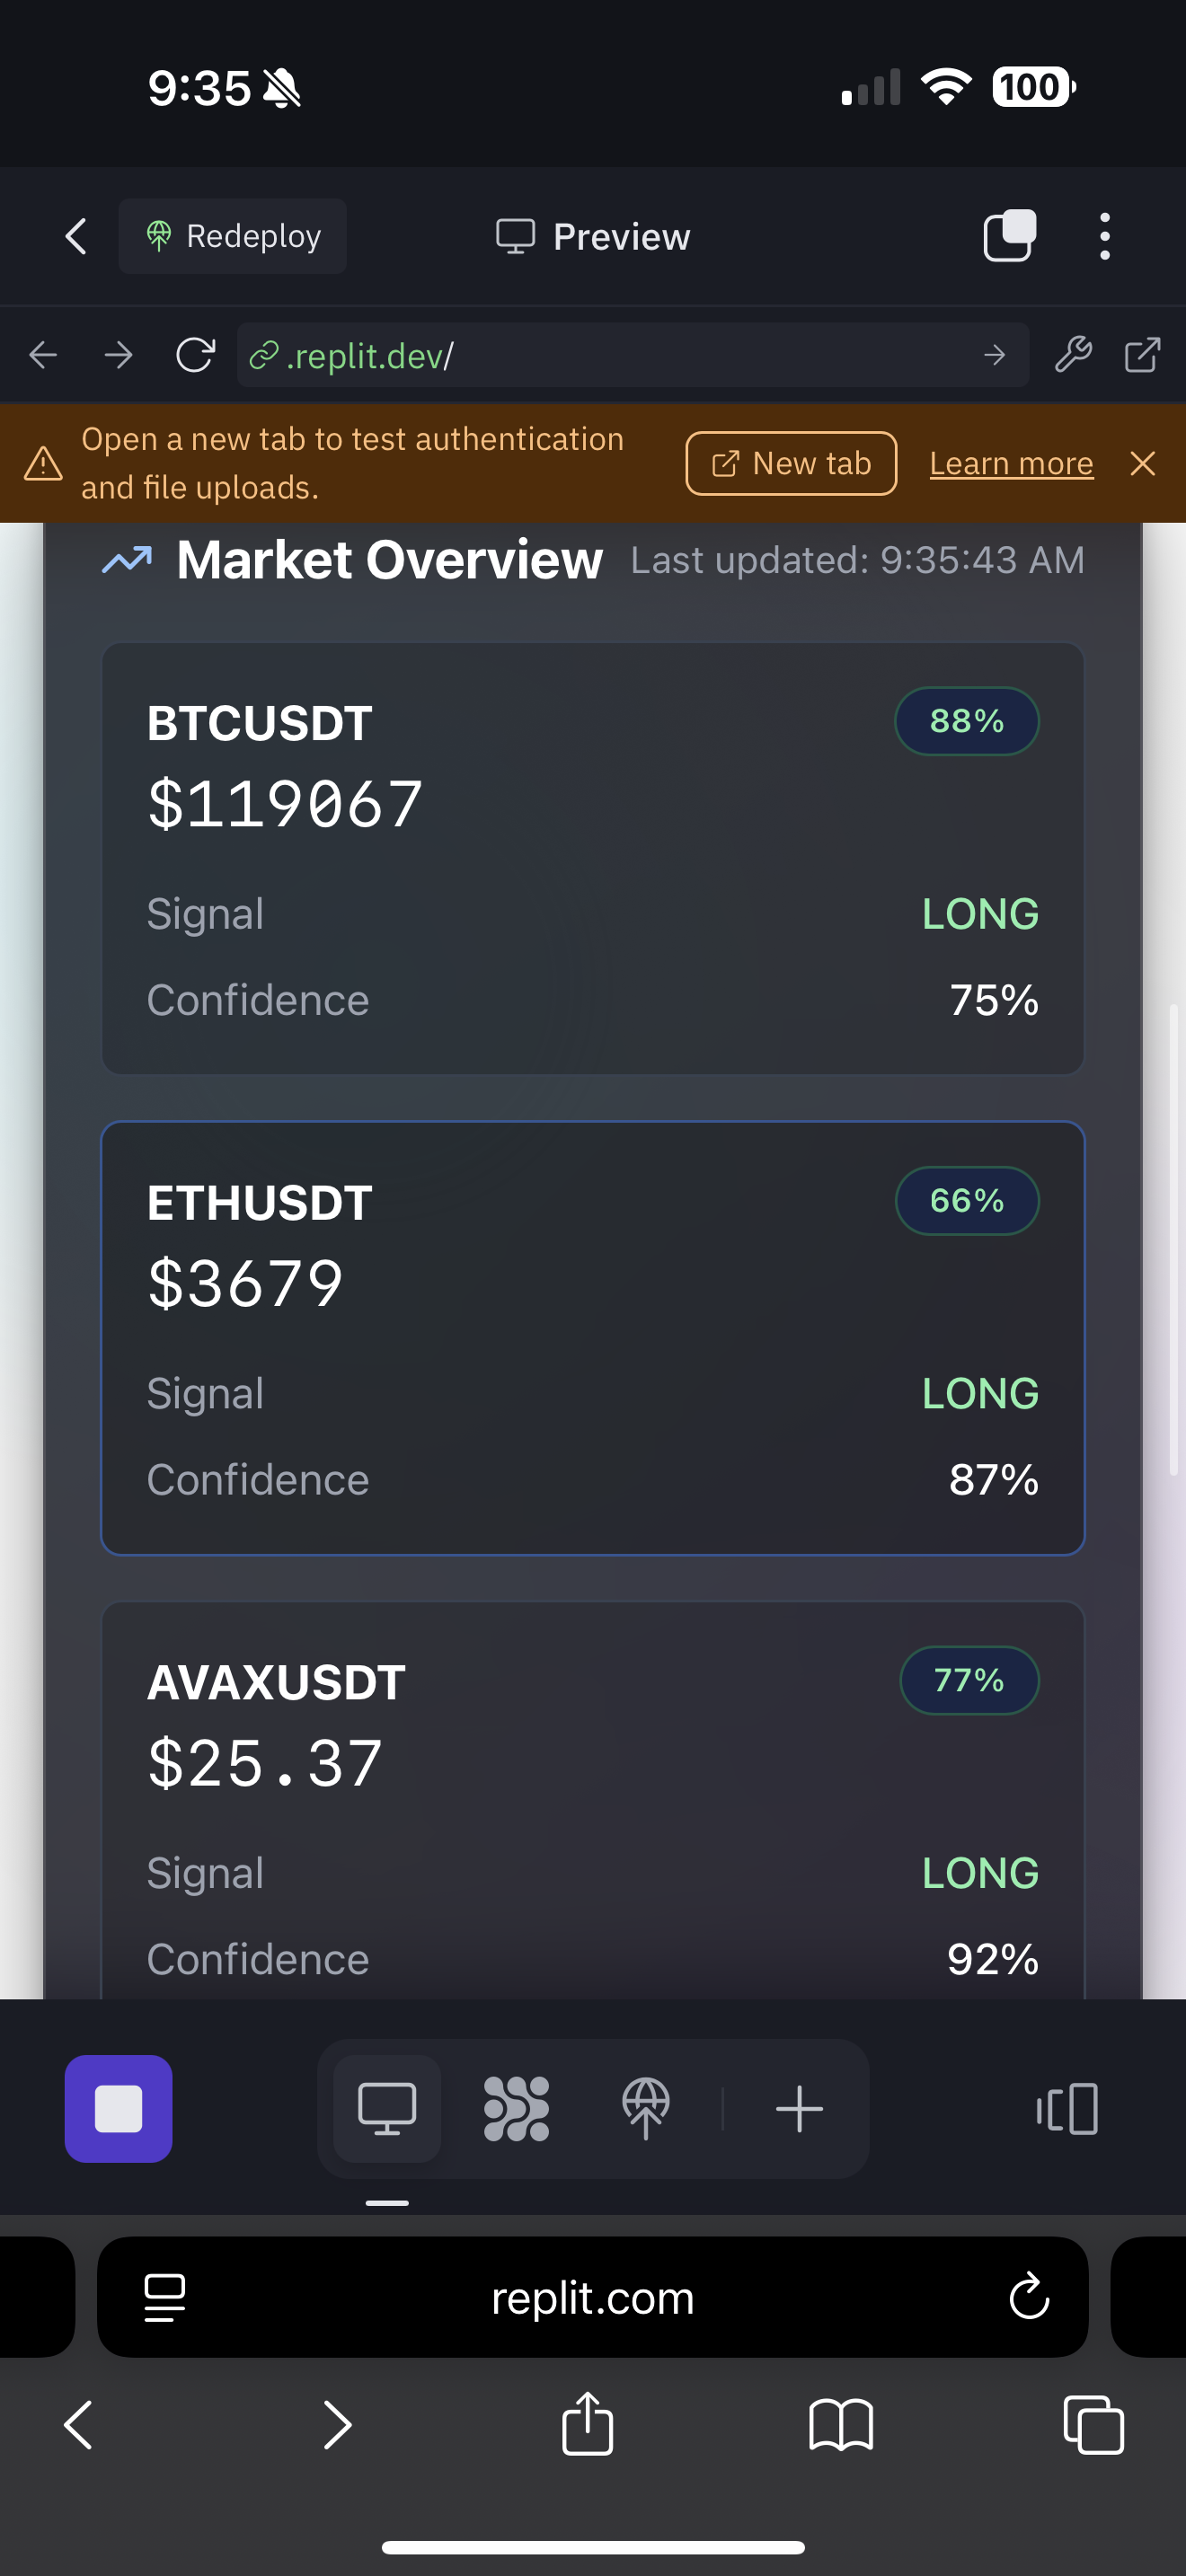 9:35
100
Redeploy
Preview
.replit.dev/
Open a new tab to test authentication
and file uploads.
New tab
Learn more
Market Overview
Last updated: 9:35:43 AM
BTCUSDT
88%
$119067
Signal
LONG
Confidence
75%
ETHUSDT
66%
$3679
Signal
LONG
Confidence
87%
AVAXUSDT
77%
$25.37
Signal
LONG
Confidence
92%
replit.com